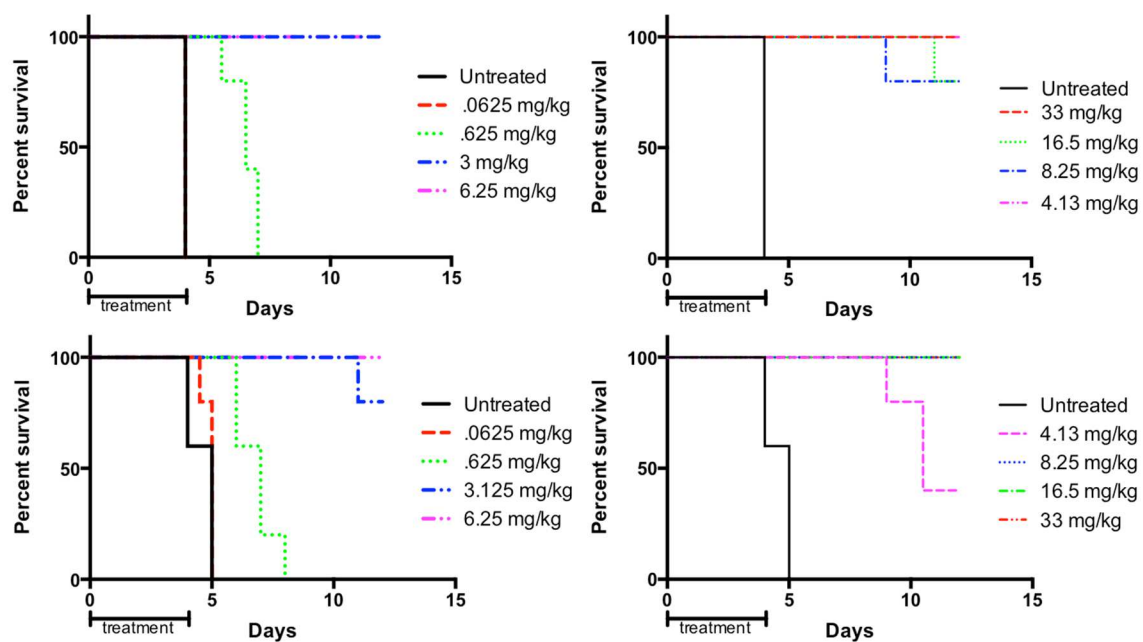 Percent survival
100
50
0
0
5
10
15
treatment
Days
Untreated
.0625 mg/kg
.625 mg/kg
3 mg/kg
6.25 mg/kg
Percent survival
100
50
0
0
5
10
15
treatment
Days
Untreated
33 mg/kg
16.5 mg/kg
8.25 mg/kg
4.13 mg/kg
Percent survival
100
50
0
0
5
10
15
treatment
Days
Untreated
.0625 mg/kg
.625 mg/kg
3.125 mg/kg
6.25 mg/kg
Percent survival
100
50
0
0
5
10
15
treatment
Days
Untreated
4.13 mg/kg
8.25 mg/kg
16.5 mg/kg
33 mg/kg